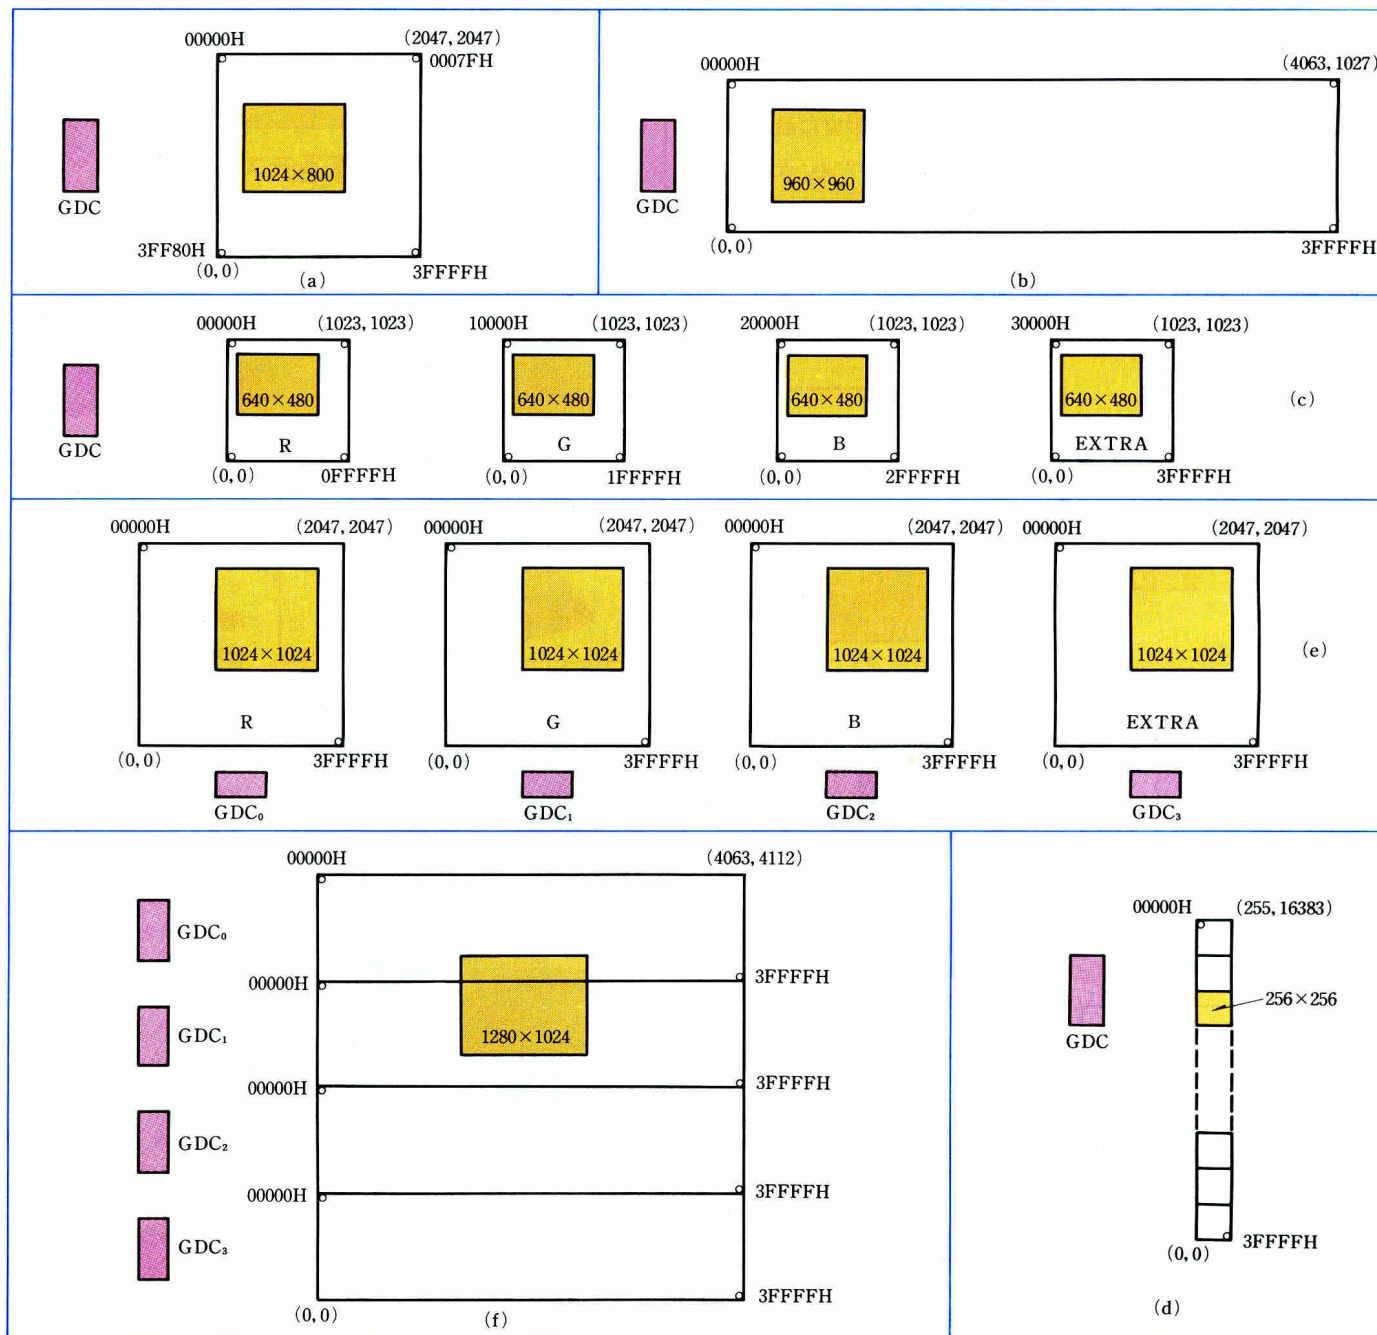 00000H (2047, 2047)
0007FH
1024×800
GDC
3FF80H
(0, 0) 3FFFFH
(a)
00000H (4063, 1027)
960×960
GDC
(0, 0) 3FFFFH
(b)
00000H (1023, 1023) 10000H (1023, 1023) 20000H (1023, 1023) 30000H (1023, 1023)
640×480 640×480 640×480 640×480 (c)
R G B EXTRA
GDC
(0, 0) 0FFFFH (0, 0) 1FFFFH (0, 0) 2FFFFH (0, 0) 3FFFFH
00000H (2047, 2047) 00000H (2047, 2047) 00000H (2047, 2047) 00000H (2047, 2047)
1024×1024 1024×1024 1024×1024 1024×1024 (e)
R G B EXTRA
(0, 0) 3FFFFH (0, 0) 3FFFFH (0, 0) 3FFFFH (0, 0) 3FFFFH
GDC₀ GDC₁ GDC₂ GDC₃
00000H (4063, 4112)
GDC₀
00000H 3FFFFH
GDC₁ 1280×1024
00000H 3FFFFH
GDC₂
00000H 3FFFFH
GDC₃
3FFFFH
(0, 0) (f)
00000H (255, 16383)
256×256
GDC
(0, 0) 3FFFFH
(d)